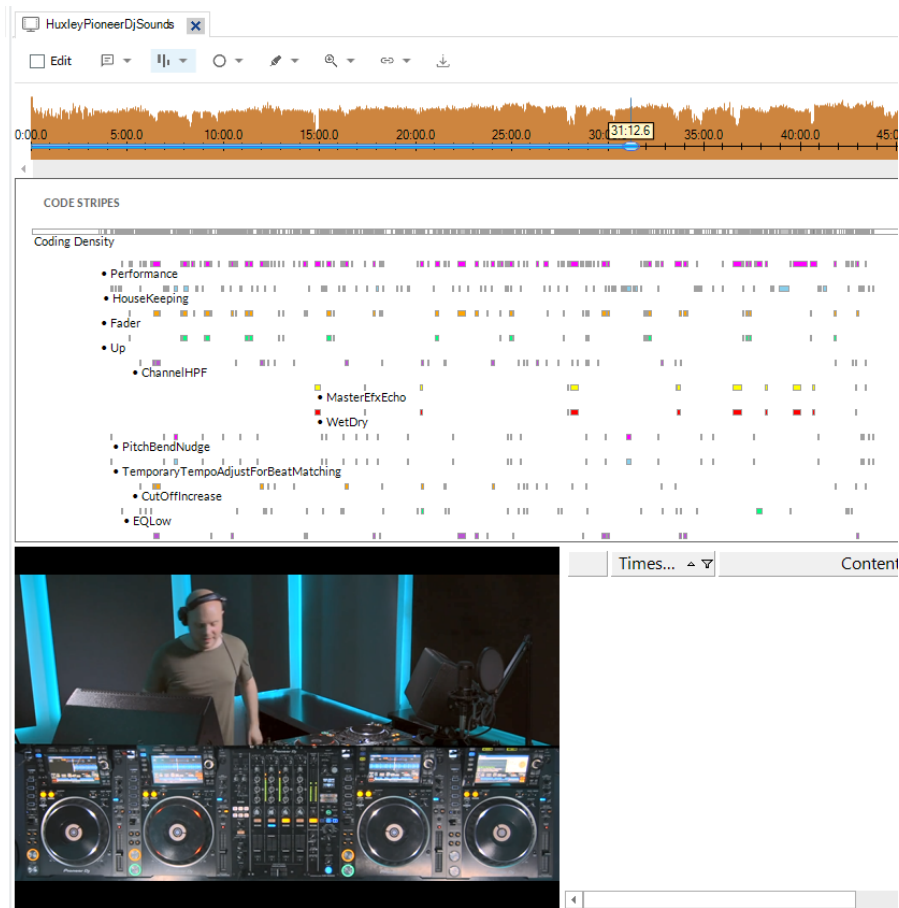 HuxleyPioneerDjSounds
Edit
0:00.0 5:00.0 10:00.0 15:00.0 20:00.0 25:00.0 30:0 31:12.6 35:00.0 40:00.0 45:0
CODE STRIPES
Coding Density
• Performance
• HouseKeeping
• Fader
• Up
• ChannelHPF
• MasterEfxEcho
• WetDry
• PitchBendNudge
• TemporaryTempoAdjustForBeatMatching
• CutOffIncrease
• EQLow
Times... Content
Pioneer Dj